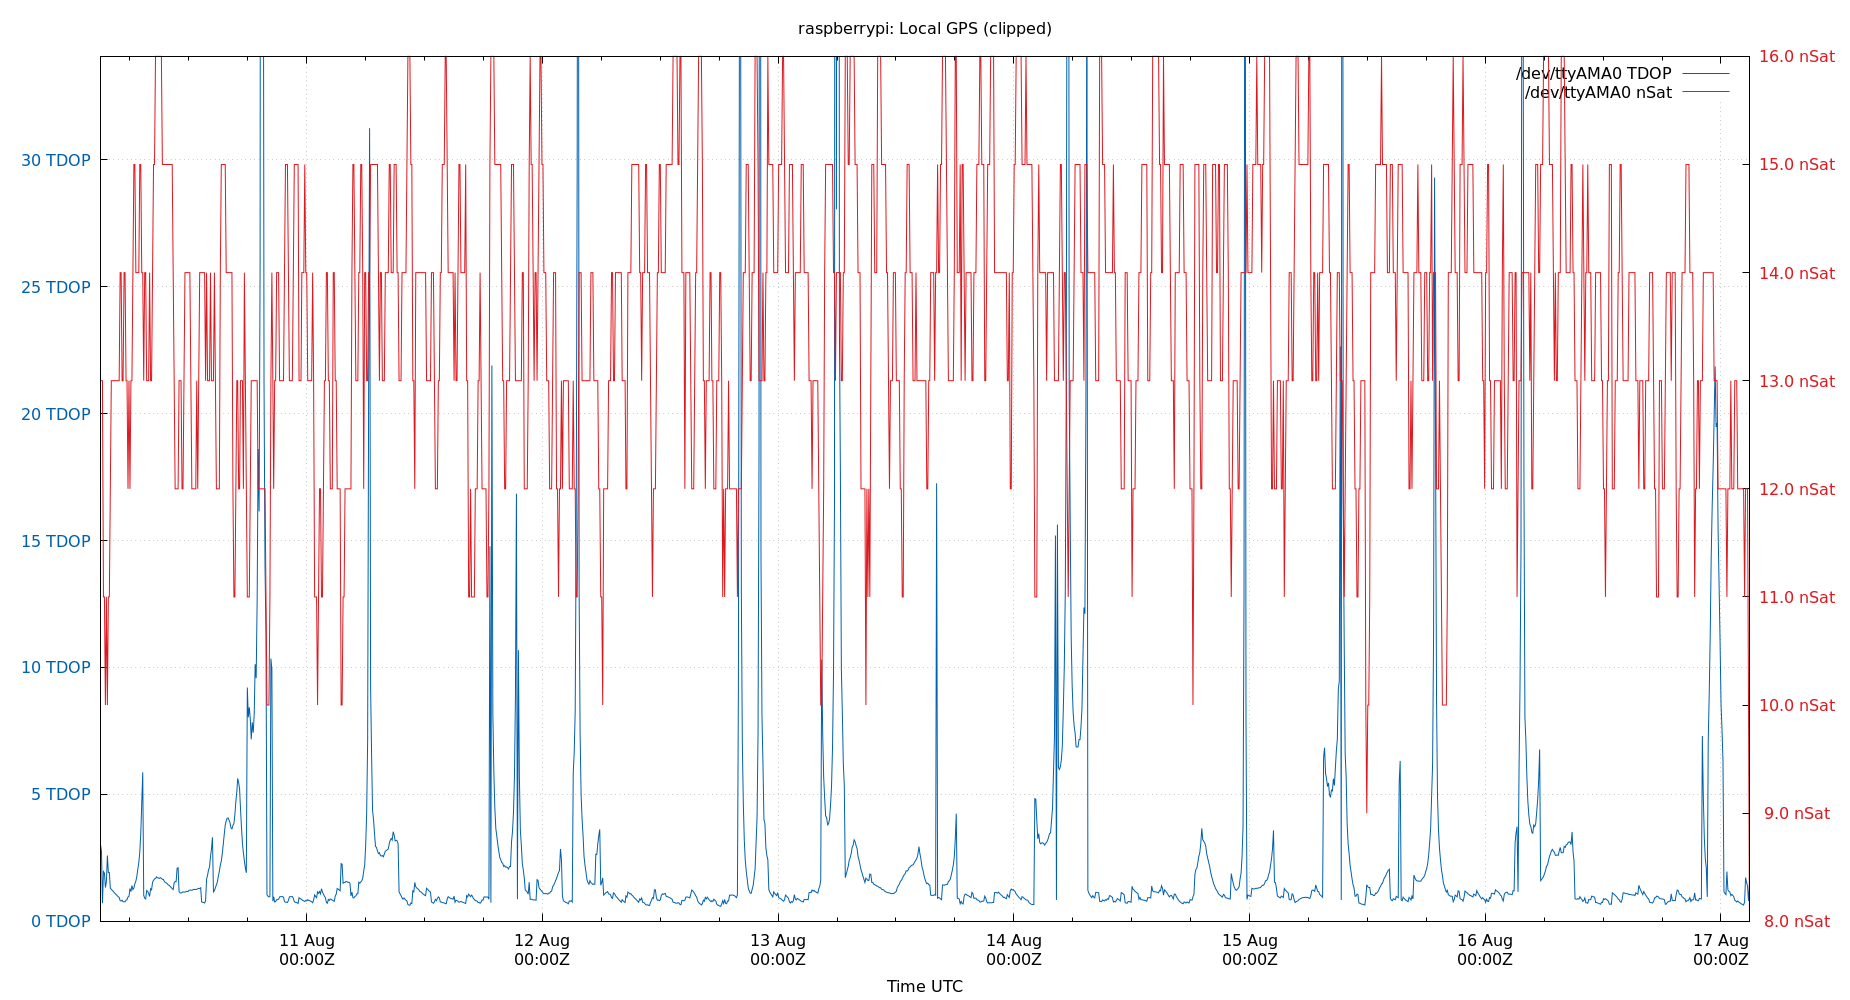 raspberrypi: Local GPS (clipped)
/dev/ttyAMA0 TDOP
/dev/ttyAMA0 nSat
30 TDOP
25 TDOP
20 TDOP
15 TDOP
10 TDOP
5 TDOP
0 TDOP
16.0 nSat
15.0 nSat
14.0 nSat
13.0 nSat
12.0 nSat
11.0 nSat
10.0 nSat
9.0 nSat
8.0 nSat
11 Aug
00:00Z
12 Aug
00:00Z
13 Aug
00:00Z
14 Aug
00:00Z
15 Aug
00:00Z
16 Aug
00:00Z
17 Aug
00:00Z
Time UTC